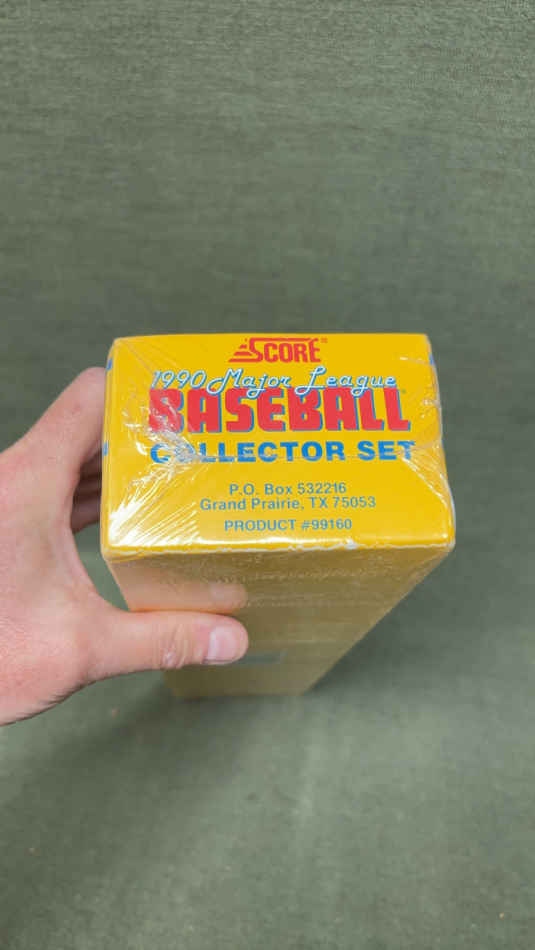 SCORE®
1990 Major League
BASEBALL
COLLECTOR SET
P.O. Box 532216
Grand Prairie, TX 75053
PRODUCT #99160